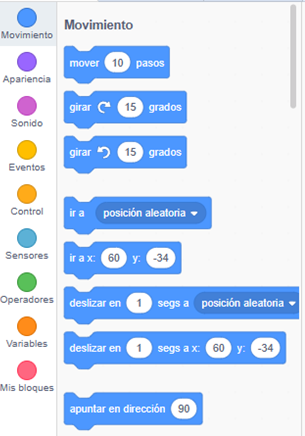 Movimiento
Apariencia
Sonido
Eventos
Control
Sensores
Operadores
Variables
Mis bloques
Movimiento
mover 10 pasos
girar 15 grados
girar 15 grados
ir a posición aleatoria
ir a x: 60 y: -34
deslizar en 1 segs a posición aleatoria
deslizar en 1 segs a x: 60 y: -34
apuntar en dirección 90